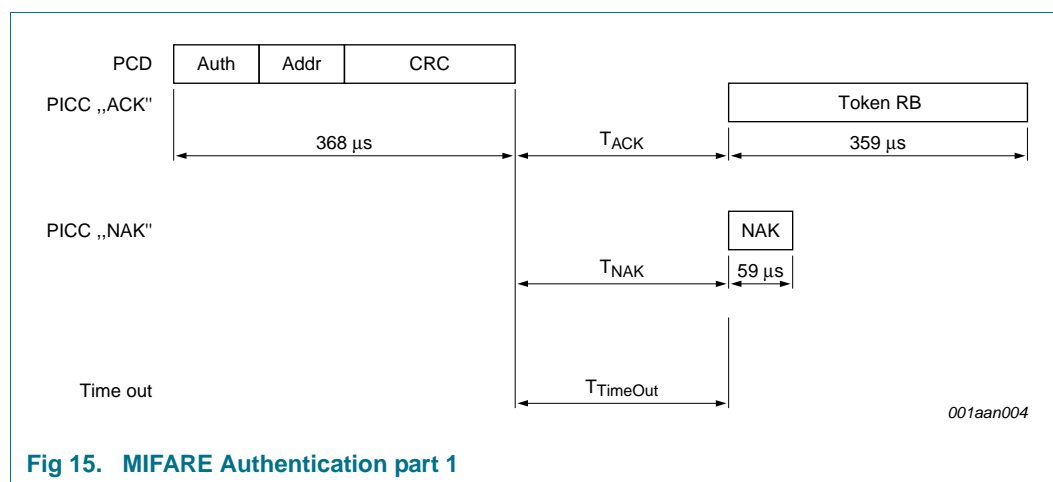 PCD Auth Addr CRC
PICC ,,ACK" Token RB
368 µs TACK 359 µs
PICC ,,NAK" NAK
TNAK 59 µs
Time out TTimeOut
001aan004
Fig 15. MIFARE Authentication part 1